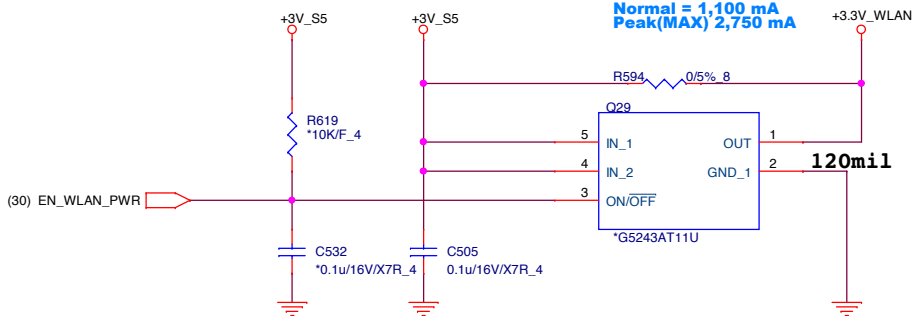 Normal = 1,100 mA
Peak(MAX) 2,750 mA
+3V_S5
+3V_S5
+3.3V_WLAN
R594
0/5%_8
Q29
R619
*10K/F_4
5
IN_1
OUT
1
4
IN_2
GND_1
2
120mil
(30) EN_WLAN_PWR
3
ON/OFF
*G5243AT11U
C532
*0.1u/16V/X7R_4
C505
0.1u/16V/X7R_4